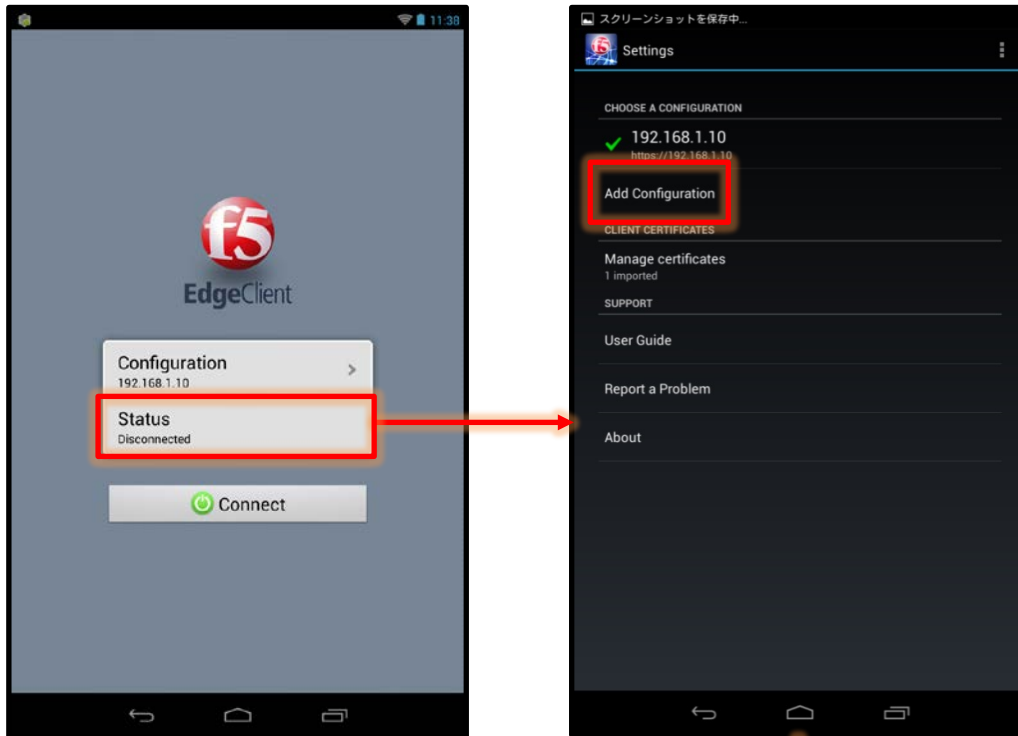 11:38
f5
EdgeClient
Configuration
192.168.1.10
Status
Disconnected
Connect
スクリーンショットを保存中...
f5
Settings
CHOOSE A CONFIGURATION
192.168.1.10
https://192.168.1.10
Add Configuration
CLIENT CERTIFICATES
Manage certificates
1 imported
SUPPORT
User Guide
Report a Problem
About